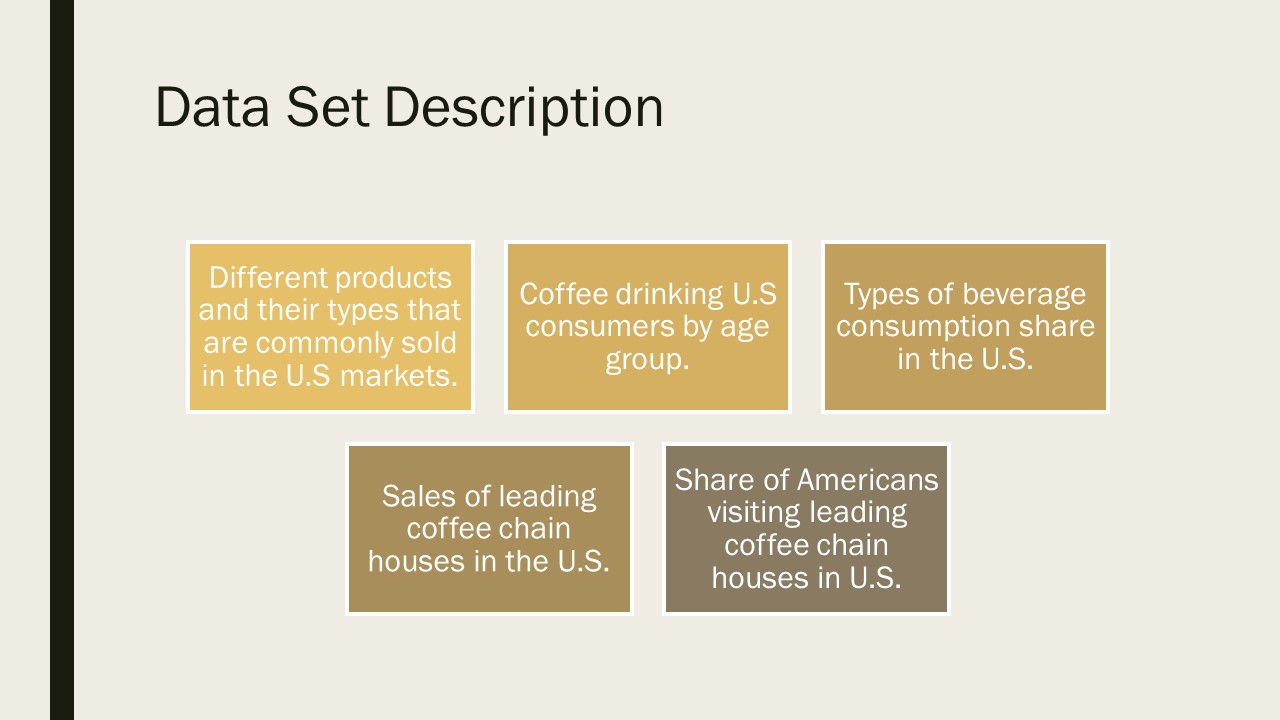 Data Set Description
Different products
and their types that
are commonly sold
in the U.S markets.
Coffee drinking U.S
consumers by age
group.
Types of beverage
consumption share
in the U.S.
Sales of leading
coffee chain
houses in the U.S.
Share of Americans
visiting leading
coffee chain
houses in U.S.